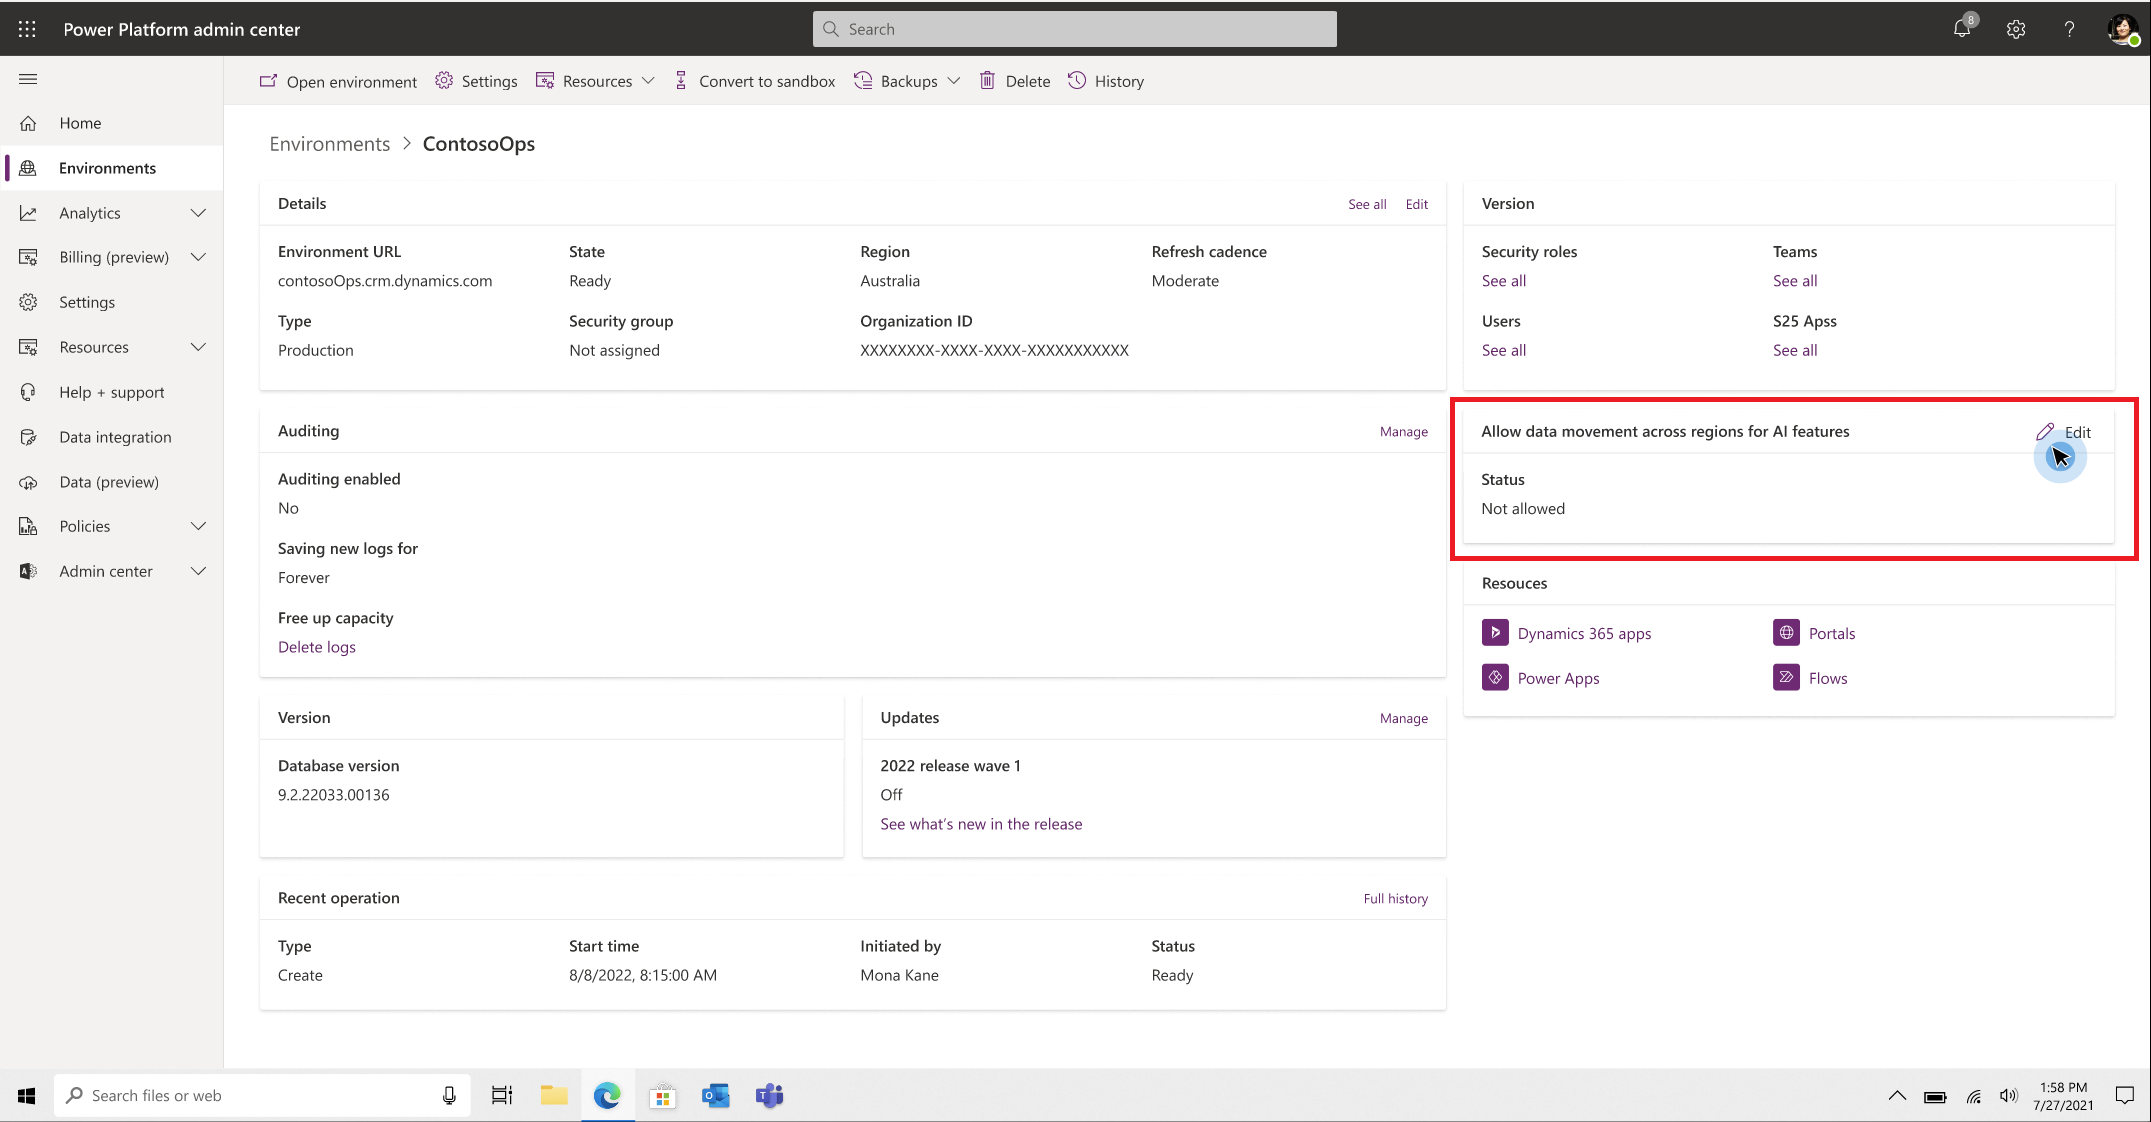 Power Platform admin center
Search
8
Open environment
Settings
Resources
Convert to sandbox
Backups
Delete
History
Home
Environments
Analytics
Billing (preview)
Settings
Resources
Help + support
Data integration
Data (preview)
Policies
Admin center
Environments > ContosoOps
Details
See all
Edit
Environment URL
contosoOps.crm.dynamics.com
State
Ready
Region
Australia
Refresh cadence
Moderate
Type
Production
Security group
Not assigned
Organization ID
XXXXXXXX-XXXX-XXXX-XXXXXXXXXXX
Version
Security roles
See all
Teams
See all
Users
See all
S25 Apss
See all
Auditing
Manage
Auditing enabled
No
Saving new logs for
Forever
Free up capacity
Delete logs
Allow data movement across regions for AI features
Edit
Status
Not allowed
Resouces
Dynamics 365 apps
Portals
Power Apps
Flows
Version
Database version
9.2.22033.00136
Updates
Manage
2022 release wave 1
Off
See what's new in the release
Recent operation
Full history
Type
Create
Start time
8/8/2022, 8:15:00 AM
Initiated by
Mona Kane
Status
Ready
Search files or web
1:58 PM
7/27/2021